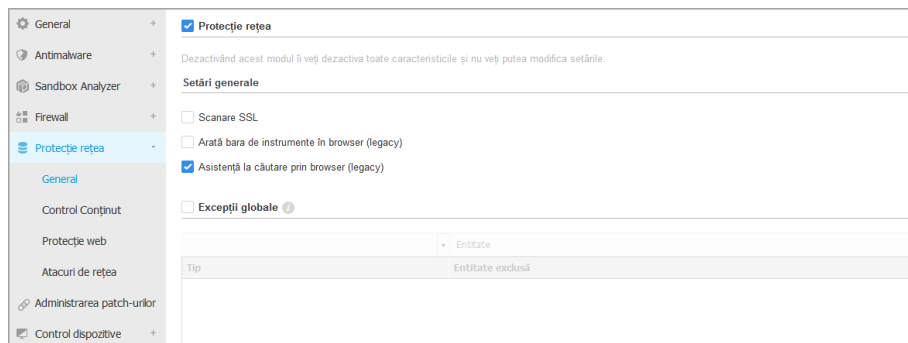 General +
Antimalware +
Sandbox Analyzer +
Firewall +
Protecție rețea -
General
Control Conținut
Protecție web
Atacuri de rețea
Administrarea patch-urilor
Control dispozitive +
Protecție rețea
Dezactivând acest modul îi veți dezactiva toate caracteristicile și nu veți putea modifica setările.
Setări generale
Scanare SSL
Arată bara de instrumente în browser (legacy)
Asistență la căutare prin browser (legacy)
Excepții globale i
Entitate
Tip Entitate exclusă